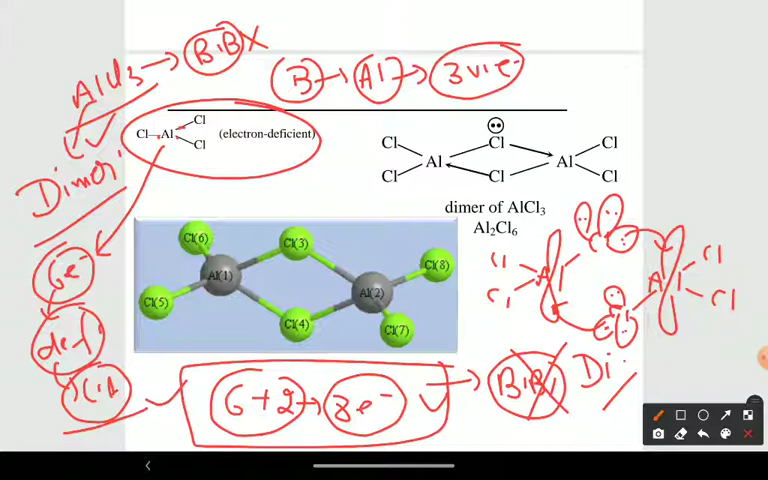 AlCl3 → B.B X
B → Al → 3 v.e-
Cl
Cl—Al (electron-deficient)
Cl
Dimer
Cl Cl Cl
Al Al
Cl Cl Cl
dimer of AlCl3
Al2Cl6
6e-
def
Cl(6) Cl(3)
Al(1) Cl(8)
Al(2)
Cl(5)
Cl(4) Cl(7)
Cl Al Cl Al Cl
Cl Cl
6+2 → 8e-
B.B
Di